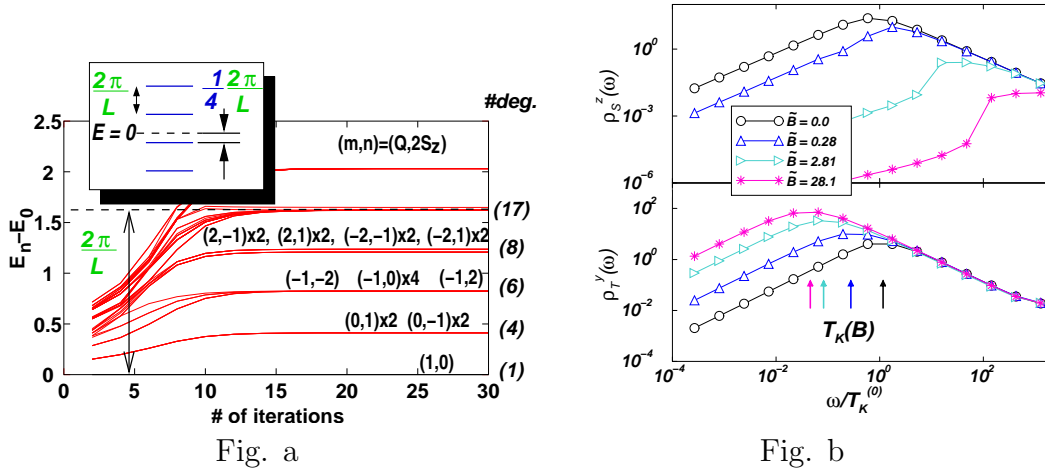 2π/L
1/4 2π/L
E = 0
#deg.
(m,n)=(Q,2S_z)
2.5
2
1.5
1
0.5
0
E_n−E_0
2π/L
(17)
(2,−1)x2, (2,1)x2, (−2,−1)x2, (−2,1)x2
(8)
(−1,−2) (−1,0)x4 (−1,2)
(6)
(0,1)x2 (0,−1)x2
(4)
(1,0)
(1)
0 5 10 15 20 25 30
# of iterations
Fig. a
10^0
10^−3
10^−6
ρ_S^z(ω)
B̃ = 0.0
B̃ = 0.28
B̃ = 2.81
B̃ = 28.1
10^2
10^0
10^−2
10^−4
ρ_T^y(ω)
T_K(B)
10^−4 10^−2 10^0 10^2
ω/T_K^(0)
Fig. b